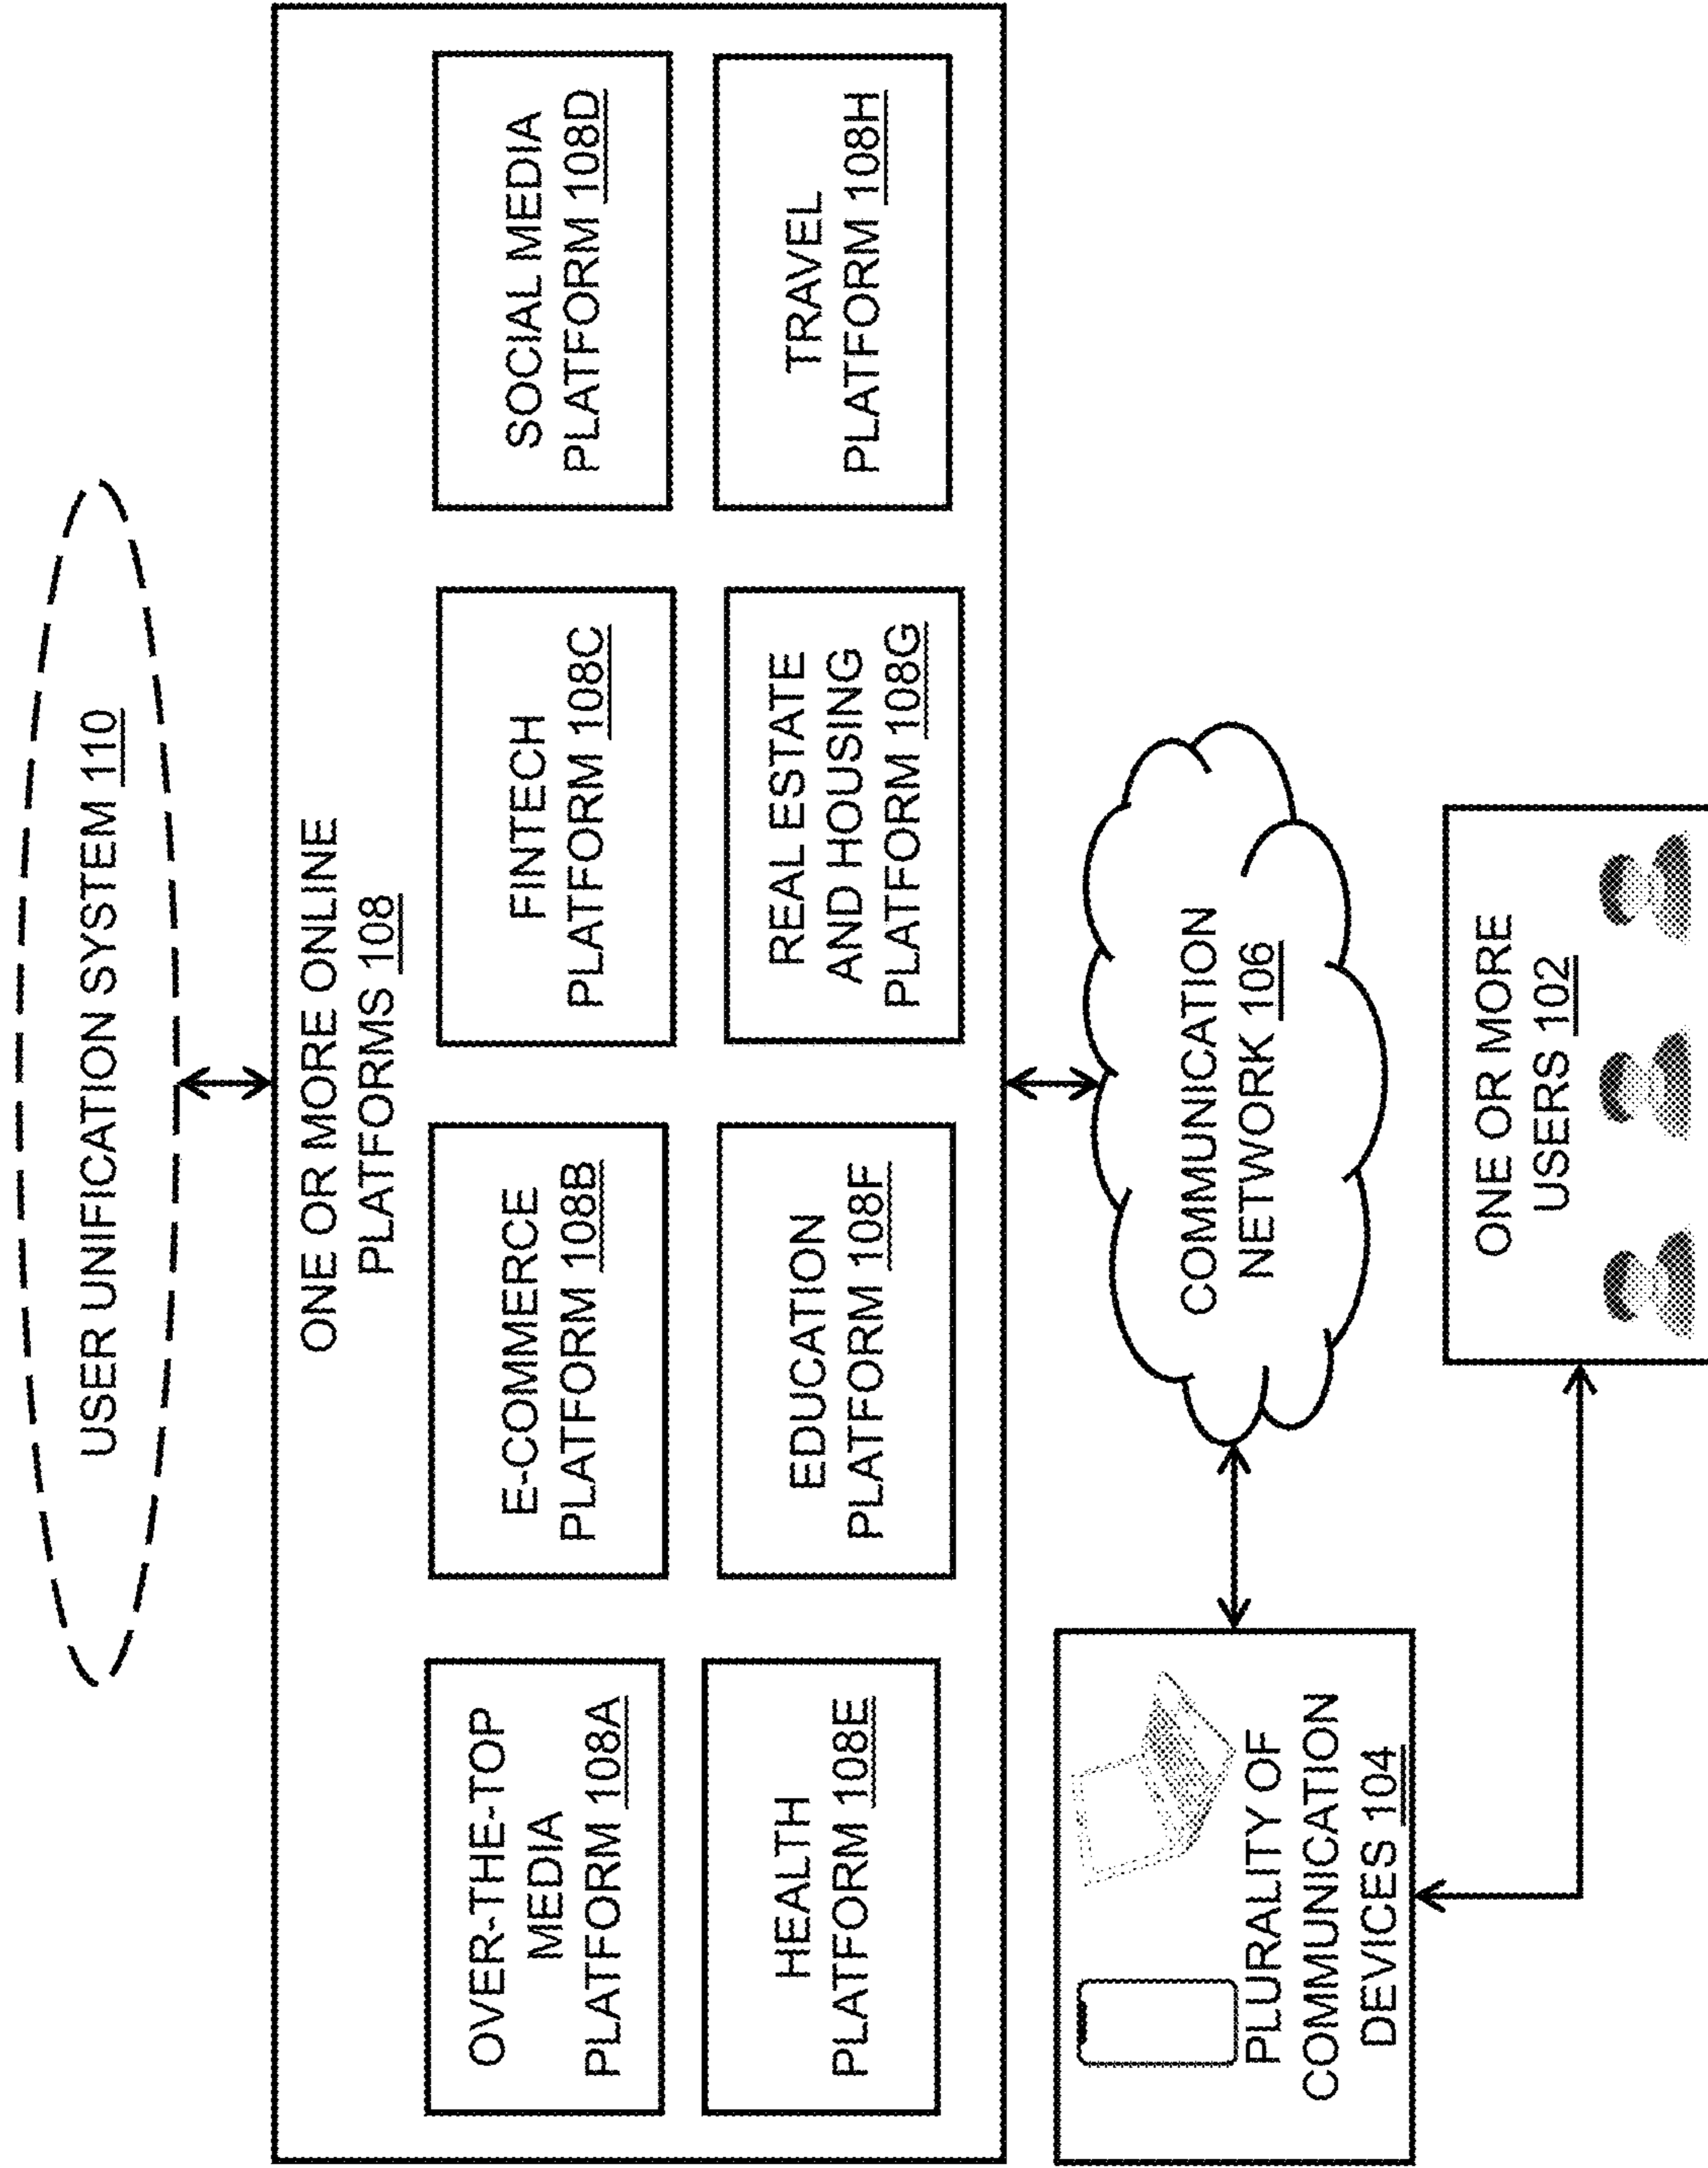 USER UNIFICATION SYSTEM 110
ONE OR MORE ONLINE
PLATFORMS 108
OVER-THE-TOP
MEDIA
PLATFORM 108A
E-COMMERCE
PLATFORM 108B
FINTECH
PLATFORM 108C
SOCIAL MEDIA
PLATFORM 108D
HEALTH
PLATFORM 108E
EDUCATION
PLATFORM 108F
REAL ESTATE
AND HOUSING
PLATFORM 108G
TRAVEL
PLATFORM 108H
PLURALITY OF
COMMUNICATION
DEVICES 104
COMMUNICATION
NETWORK 106
ONE OR MORE
USERS 102